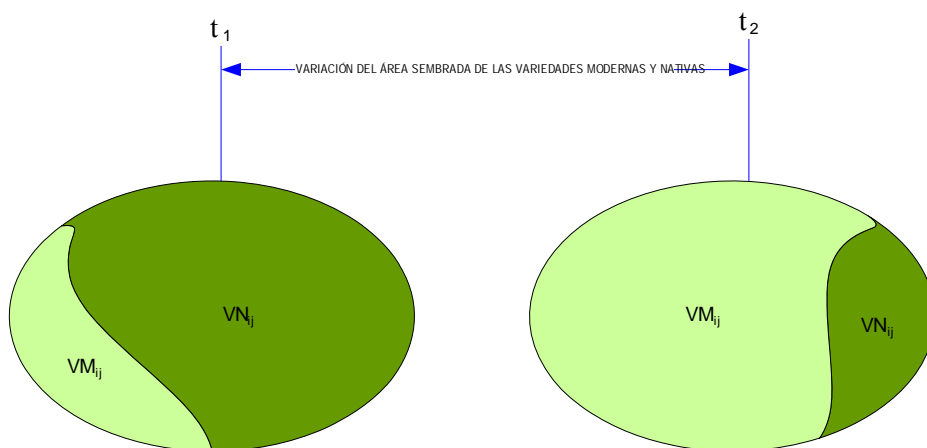 t1 t2
VARIACIÓN DEL ÁREA SEMBRADA DE LAS VARIEDADES MODERNAS Y NATIVAS
VNij
VMij
VMij
VNij